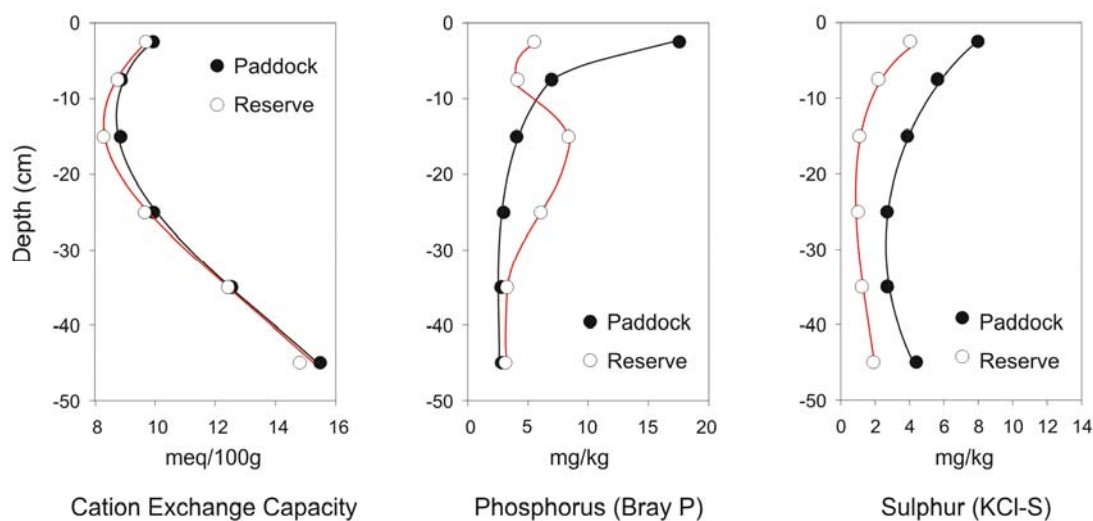 0
-10
-20
-30
-40
-50
Depth (cm)
Paddock
Reserve
8 10 12 14 16
meq/100g
Cation Exchange Capacity
0
-10
-20
-30
-40
-50
Paddock
Reserve
0 5 10 15 20
mg/kg
Phosphorus (Bray P)
0
-10
-20
-30
-40
-50
Paddock
Reserve
0 2 4 6 8 10 12 14
mg/kg
Sulphur (KCl-S)